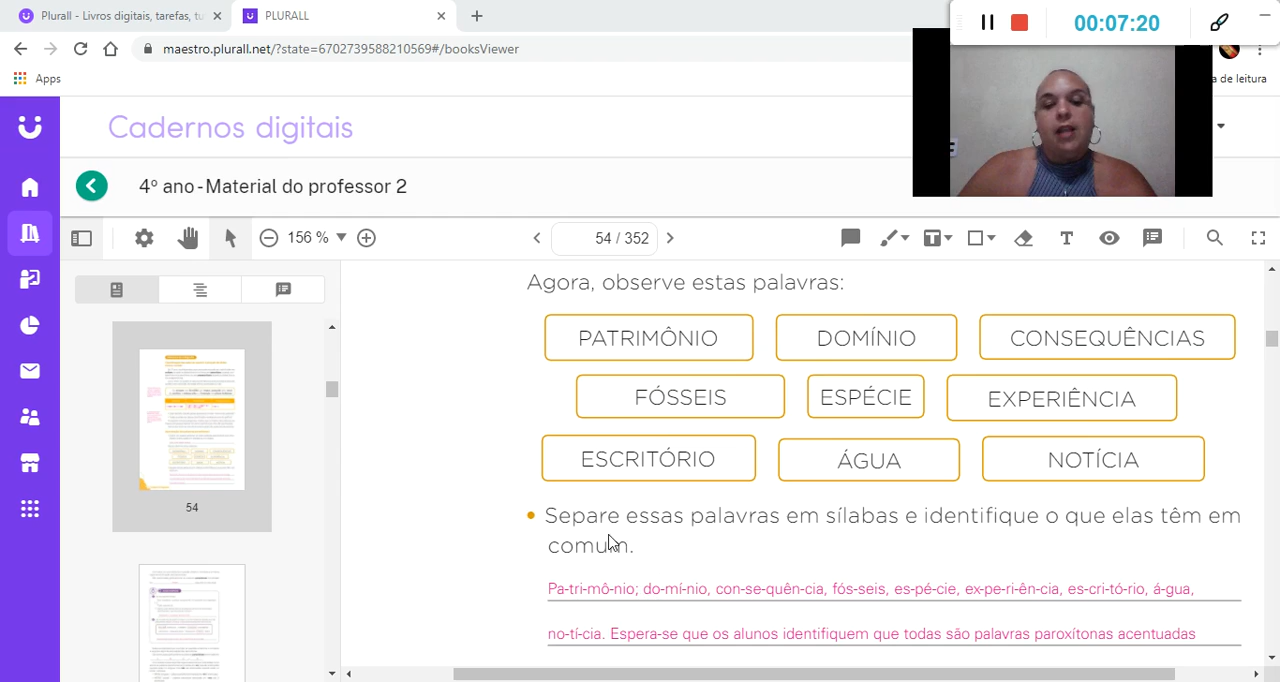 Plurall - Livros digitais, tarefas, tu
PLURALL
00:07:20
maestro.plurall.net/?state=6702739588210569#/booksViewer
Apps
a de leitura
Cadernos digitais
4º ano - Material do professor 2
156 %
54 / 352
Agora, observe estas palavras:
PATRIMÔNIO DOMÍNIO CONSEQUÊNCIAS
FÓSSEIS ESPÉCIE EXPERIÊNCIA
ESCRITÓRIO ÁGUA NOTÍCIA
54
• Separe essas palavras em sílabas e identifique o que elas têm em
comum.
Pa-tri-mô-nio, do-mí-nio, con-se-quên-cia, fós-seis, es-pé-cie, ex-pe-ri-ên-cia, es-cri-tó-rio, á-gua,
no-tí-cia. Espera-se que os alunos identifiquem que todas são palavras paroxítonas acentuadas